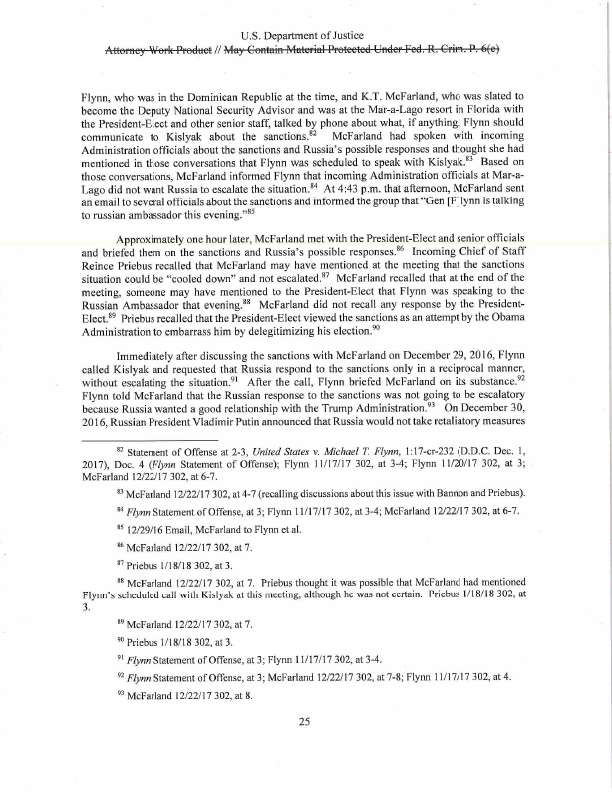 U.S. Department of Justice
Attorney Work Product // May Contain Material Protected Under Fed. R. Crim. P. 6(e)
Flynn, who was in the Dominican Republic at the time, and K.T. McFarland, who was slated to
become the Deputy National Security Advisor and was at the Mar-a-Lago resort in Florida with
the President-Elect and other senior staff, talked by phone about what, if anything, Flynn should
communicate to Kislyak about the sanctions.82 McFarland had spoken with incoming
Administration officials about the sanctions and Russia's possible responses and thought she had
mentioned in those conversations that Flynn was scheduled to speak with Kislyak.83 Based on
those conversations, McFarland informed Flynn that incoming Administration officials at Mar-a-
Lago did not want Russia to escalate the situation.84 At 4:43 p.m. that afternoon, McFarland sent
an email to several officials about the sanctions and informed the group that "Gen [F]lynn is talking
to russian ambassador this evening."85
Approximately one hour later, McFarland met with the President-Elect and senior officials
and briefed them on the sanctions and Russia's possible responses.86 Incoming Chief of Staff
Reince Priebus recalled that McFarland may have mentioned at the meeting that the sanctions
situation could be "cooled down" and not escalated.87 McFarland recalled that at the end of the
meeting, someone may have mentioned to the President-Elect that Flynn was speaking to the
Russian Ambassador that evening.88 McFarland did not recall any response by the President-
Elect.89 Priebus recalled that the President-Elect viewed the sanctions as an attempt by the Obama
Administration to embarrass him by delegitimizing his election.90
Immediately after discussing the sanctions with McFarland on December 29, 2016, Flynn
called Kislyak and requested that Russia respond to the sanctions only in a reciprocal manner,
without escalating the situation.91 After the call, Flynn briefed McFarland on its substance.92
Flynn told McFarland that the Russian response to the sanctions was not going to be escalatory
because Russia wanted a good relationship with the Trump Administration.93 On December 30,
2016, Russian President Vladimir Putin announced that Russia would not take retaliatory measures
82 Statement of Offense at 2-3, United States v. Michael T. Flynn, 1:17-cr-232 (D.D.C. Dec. 1,
2017), Doc. 4 (Flynn Statement of Offense); Flynn 11/17/17 302, at 3-4; Flynn 11/20/17 302, at 3;
McFarland 12/22/17 302, at 6-7.
83 McFarland 12/22/17 302, at 4-7 (recalling discussions about this issue with Bannon and Priebus).
84 Flynn Statement of Offense, at 3; Flynn 11/17/17 302, at 3-4; McFarland 12/22/17 302, at 6-7.
85 12/29/16 Email, McFarland to Flynn et al.
86 McFarland 12/22/17 302, at 7.
87 Priebus 1/18/18 302, at 3.
88 McFarland 12/22/17 302, at 7. Priebus thought it was possible that McFarland had mentioned
Flynn's scheduled call with Kislyak at this meeting, although he was not certain. Priebus 1/18/18 302, at
3.
89 McFarland 12/22/17 302, at 7.
90 Priebus 1/18/18 302, at 3.
91 Flynn Statement of Offense, at 3; Flynn 11/17/17 302, at 3-4.
92 Flynn Statement of Offense, at 3; McFarland 12/22/17 302, at 7-8; Flynn 11/17/17 302, at 4.
93 McFarland 12/22/17 302, at 8.
25